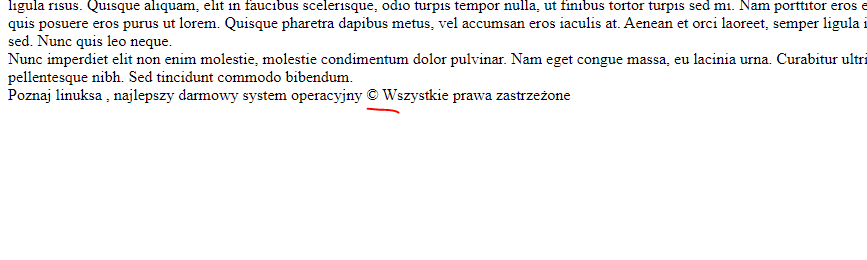 ligula risus. Quisque aliquam, elit in faucibus scelerisque, odio turpis tempor nulla, ut finibus tortor turpis sed mi. Nam porttitor eros e
quis posuere eros purus ut lorem. Quisque pharetra dapibus metus, vel accumsan eros iaculis at. Aenean et orci laoreet, semper ligula i
sed. Nunc quis leo neque.
Nunc imperdiet elit non enim molestie, molestie condimentum dolor pulvinar. Nam eget congue massa, eu lacinia urna. Curabitur ultri
pellentesque nibh. Sed tincidunt commodo bibendum.
Poznaj linuksa , najlepszy darmowy system operacyjny © Wszystkie prawa zastrzeżone